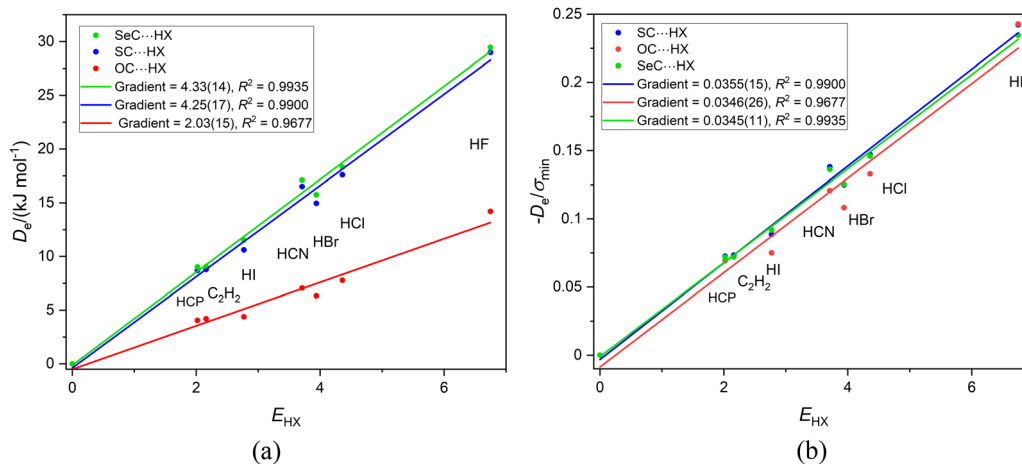 SeC···HX
SC···HX
OC···HX
Gradient = 4.33(14), R² = 0.9935
Gradient = 4.25(17), R² = 0.9900
Gradient = 2.03(15), R² = 0.9677
30
25
20
15
10
5
0
Dₑ/(kJ mol⁻¹)
HF
HCl
HBr
HCN
HI
C₂H₂
HCP
0
2
4
6
E_HX
(a)
SC···HX
OC···HX
SeC···HX
Gradient = 0.0355(15), R² = 0.9900
Gradient = 0.0346(26), R² = 0.9677
Gradient = 0.0345(11), R² = 0.9935
0.25
0.2
0.15
0.1
0.05
0
-Dₑ/σ_min
HCl
HBr
HCN
HI
C₂H₂
HCP
0
2
4
6
E_HX
(b)